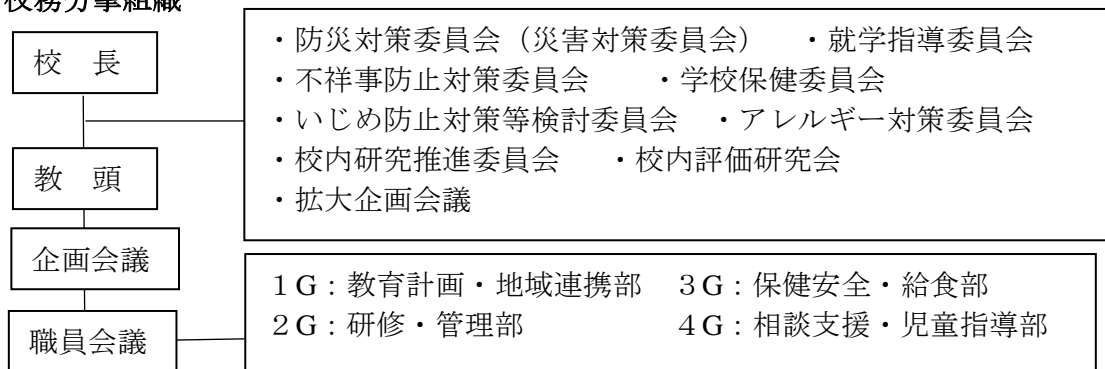 校務分掌組織
校　長
・防災対策委員会（災害対策委員会）　・就学指導委員会
・不祥事防止対策委員会　　・学校保健委員会
・いじめ防止対策等検討委員会　・アレルギー対策委員会
・校内研究推進委員会　・校内評価研究会
・拡大企画会議
教　頭
企画会議
職員会議
１G：教育計画・地域連携部　３G：保健安全・給食部
２G：研修・管理部　４G：相談支援・児童指導部